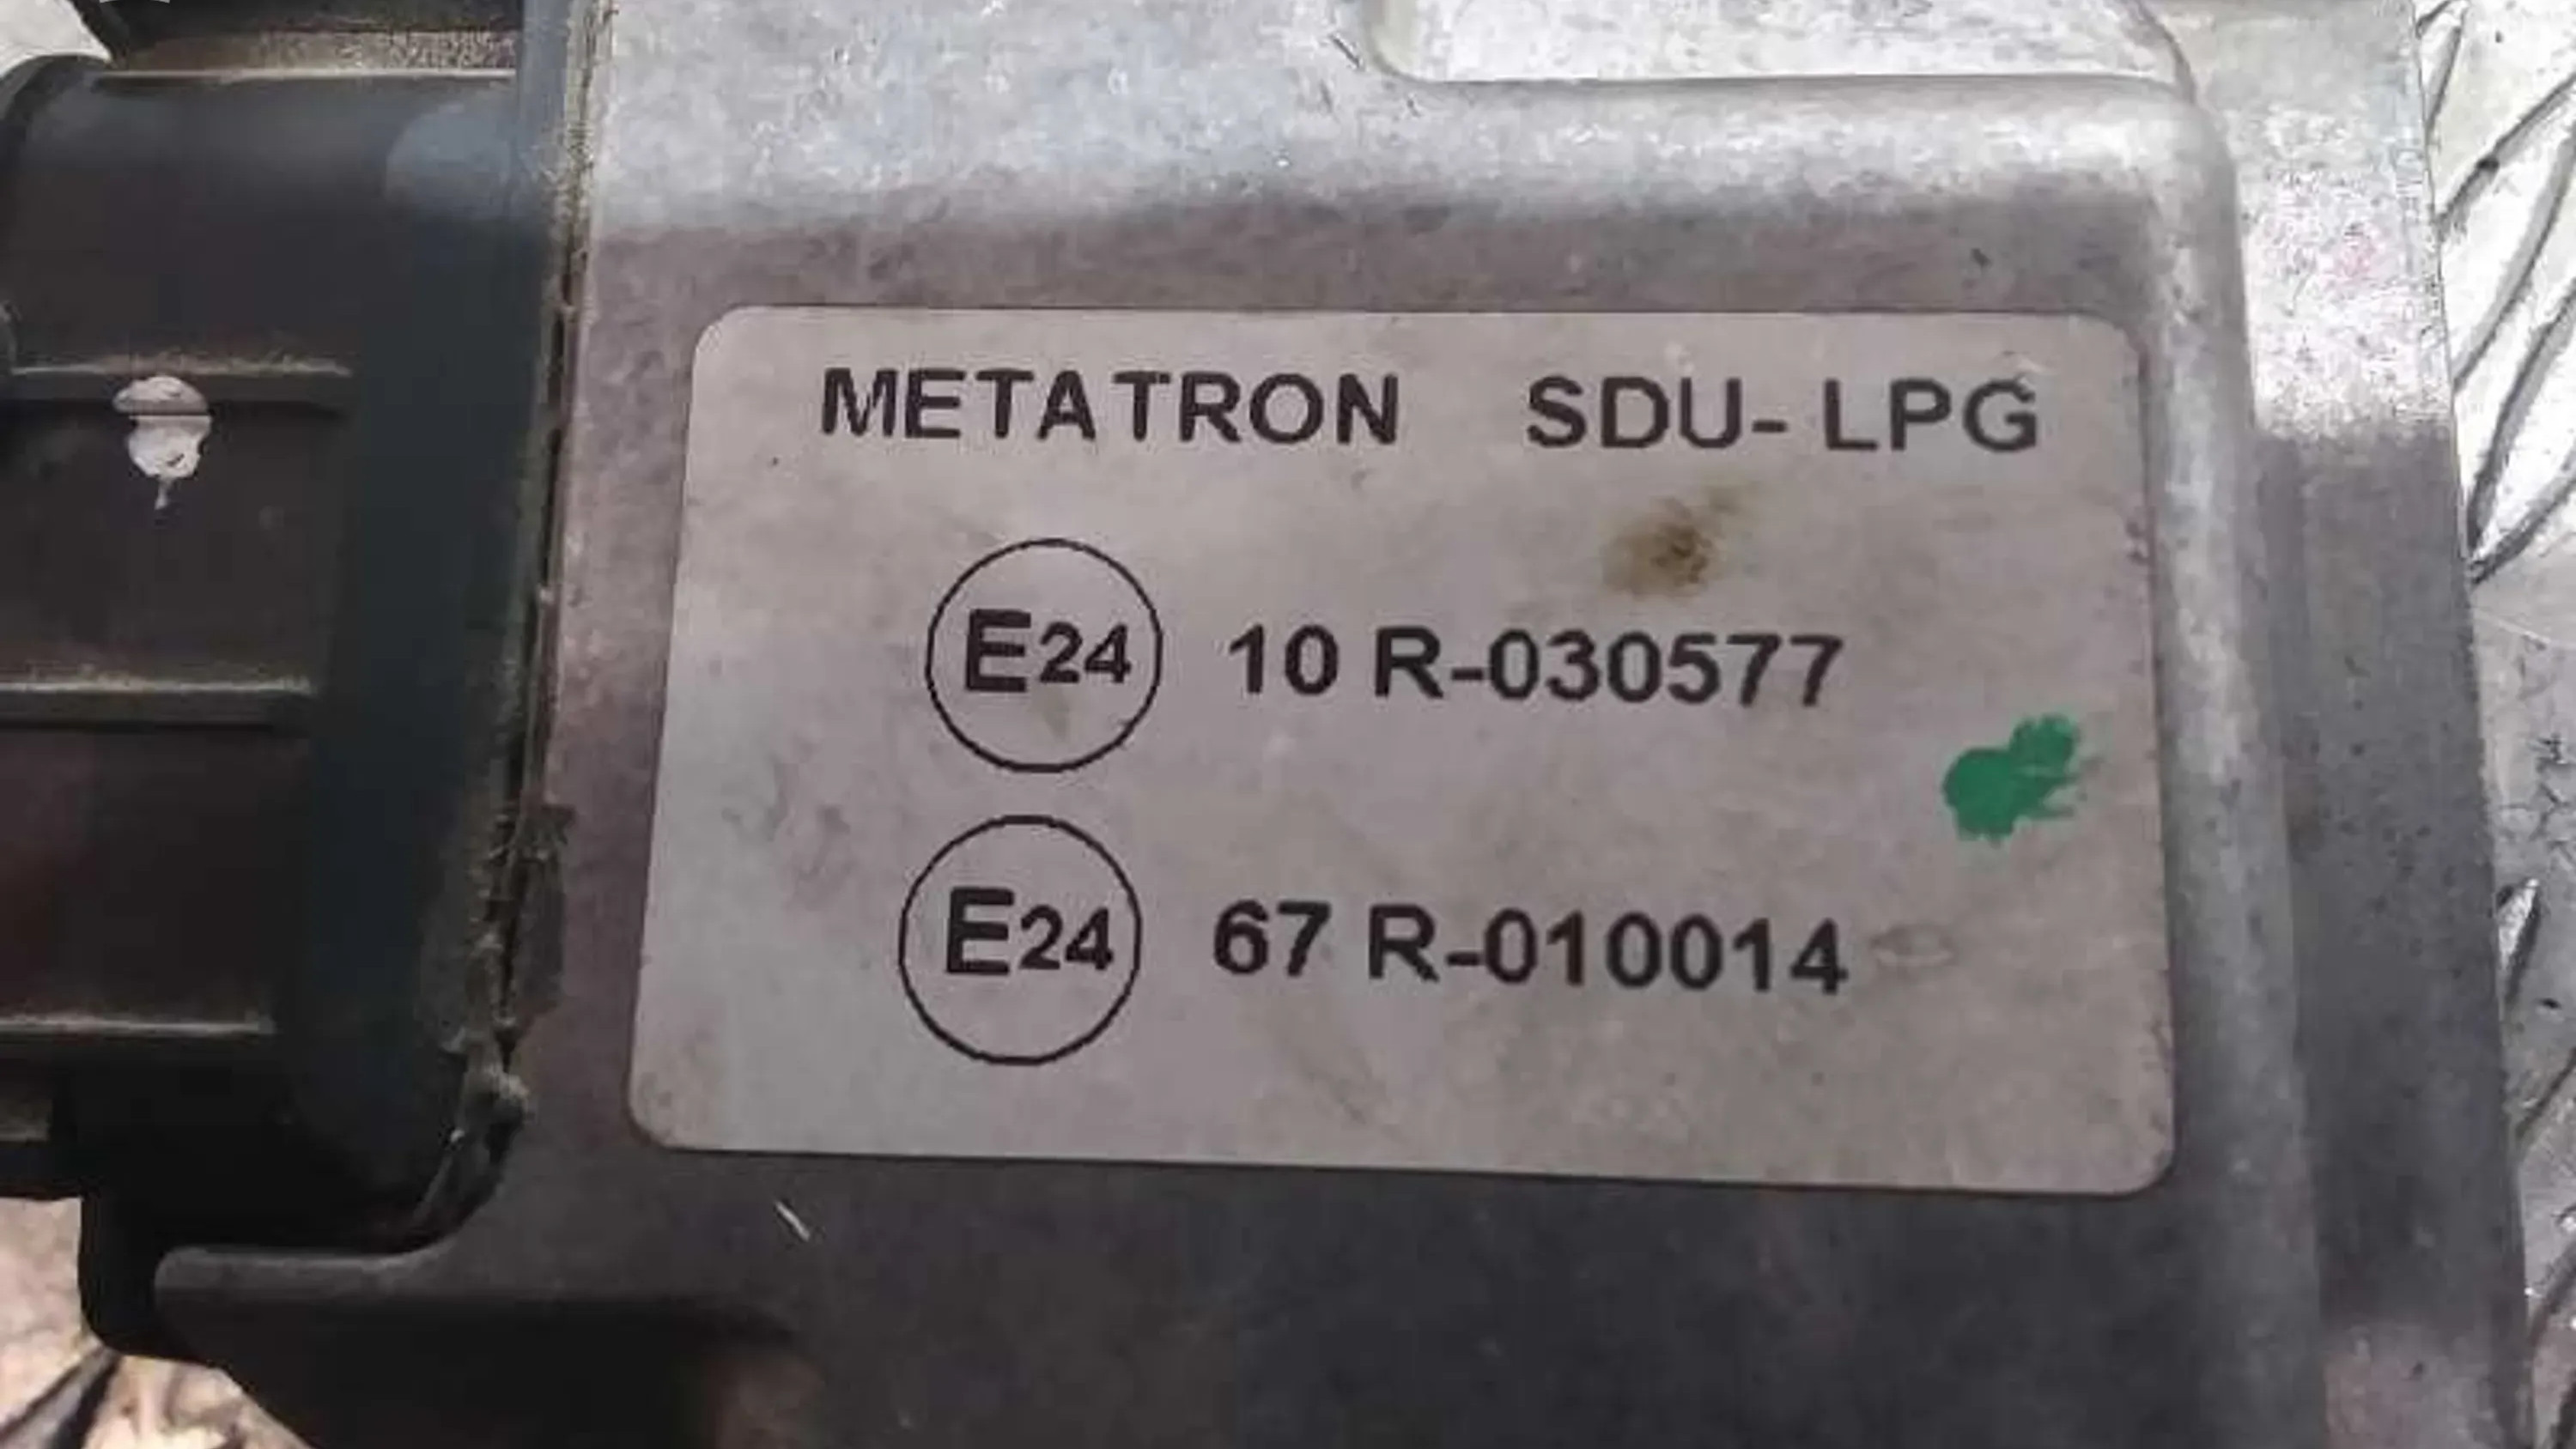 METATRON SDU- LPG
E24 10 R-030577
E24 67 R-010014